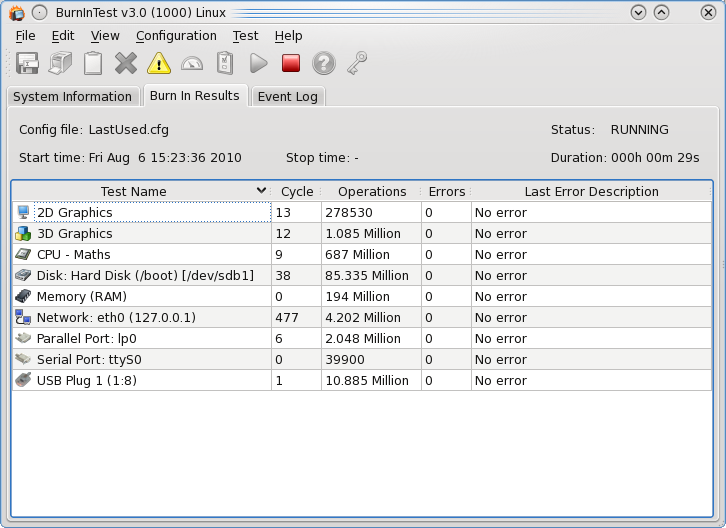 BurnInTest v3.0 (1000) Linux
File Edit View Configuration Test Help
System Information Burn In Results Event Log
Config file: LastUsed.cfg Status: RUNNING
Start time: Fri Aug 6 15:23:36 2010 Stop time: - Duration: 000h 00m 29s
Test Name Cycle Operations Errors Last Error Description
2D Graphics 13 278530 0 No error
3D Graphics 12 1.085 Million 0 No error
CPU - Maths 9 687 Million 0 No error
Disk: Hard Disk (/boot) [/dev/sdb1] 38 85.335 Million 0 No error
Memory (RAM) 0 194 Million 0 No error
Network: eth0 (127.0.0.1) 477 4.202 Million 0 No error
Parallel Port: lp0 6 2.048 Million 0 No error
Serial Port: ttyS0 0 39900 0 No error
USB Plug 1 (1:8) 1 10.885 Million 0 No error